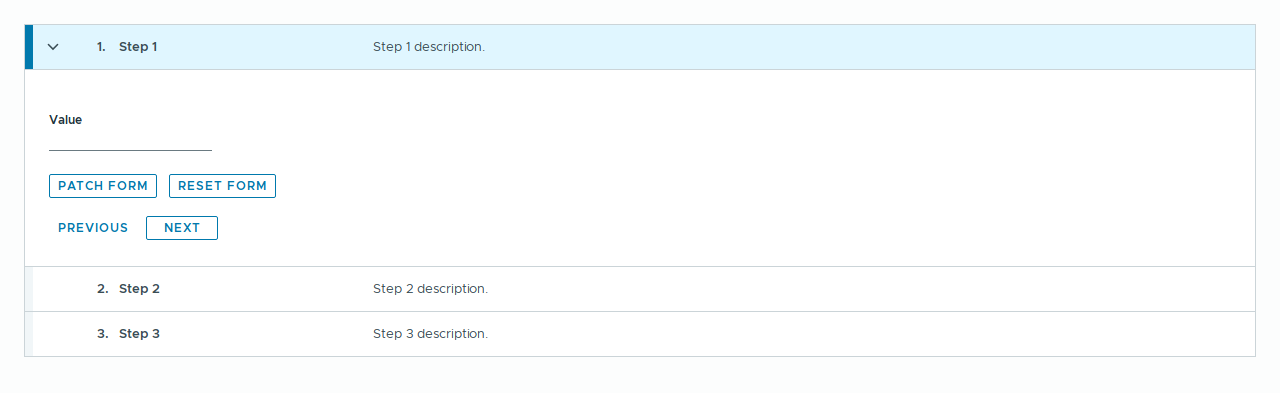 1. Step 1 Step 1 description.
Value
PATCH FORM RESET FORM
PREVIOUS NEXT
2. Step 2 Step 2 description.
3. Step 3 Step 3 description.